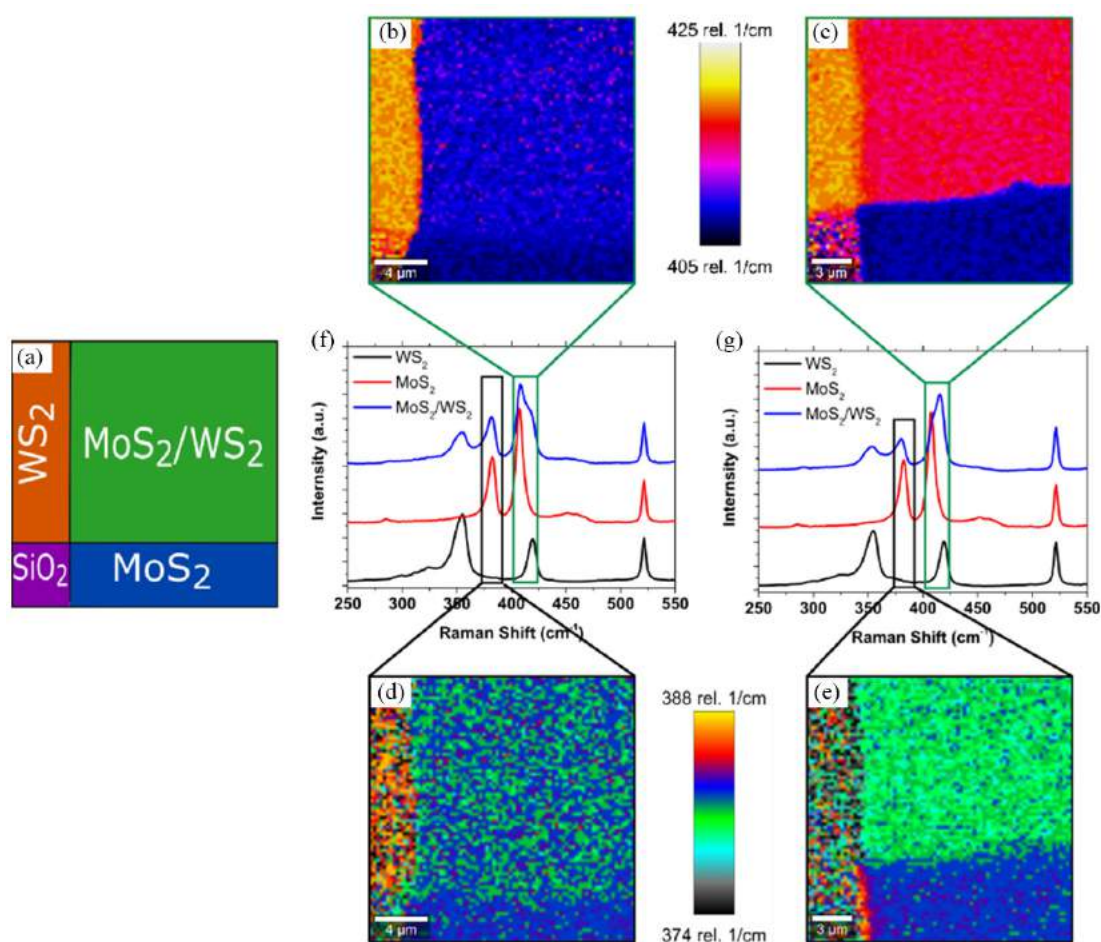 (b)
425 rel. 1/cm
(c)
4 µm
405 rel. 1/cm
3 µm
(a)
WS2
MoS2/WS2
SiO2
MoS2
(f)
WS2
MoS2
MoS2/WS2
Internsity (a.u.)
250 300 350 400 450 500 550
Raman Shift (cm-1)
(g)
WS2
MoS2
MoS2/WS2
Internsity (a.u.)
250 300 350 400 450 500 550
Raman Shift (cm-1)
(d)
388 rel. 1/cm
(e)
4 µm
374 rel. 1/cm
3 µm